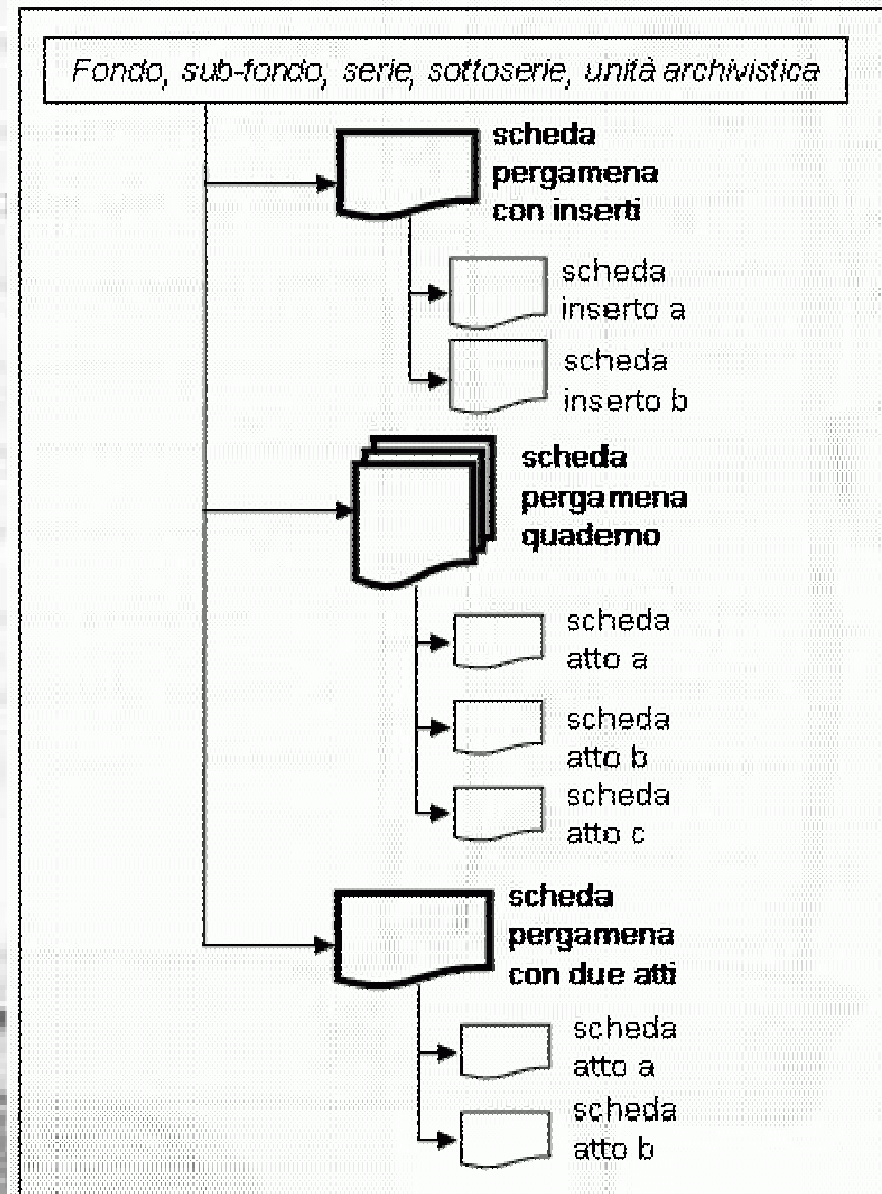 Fondo, sub-fondo, serie, sottoserie, unità archivistica
scheda
pergamena
con inserti
scheda
inserto a
scheda
inserto b
scheda
pergamena
quaderno
scheda
atto a
scheda
atto b
scheda
atto c
scheda
pergamena
con due atti
scheda
atto a
scheda
atto b